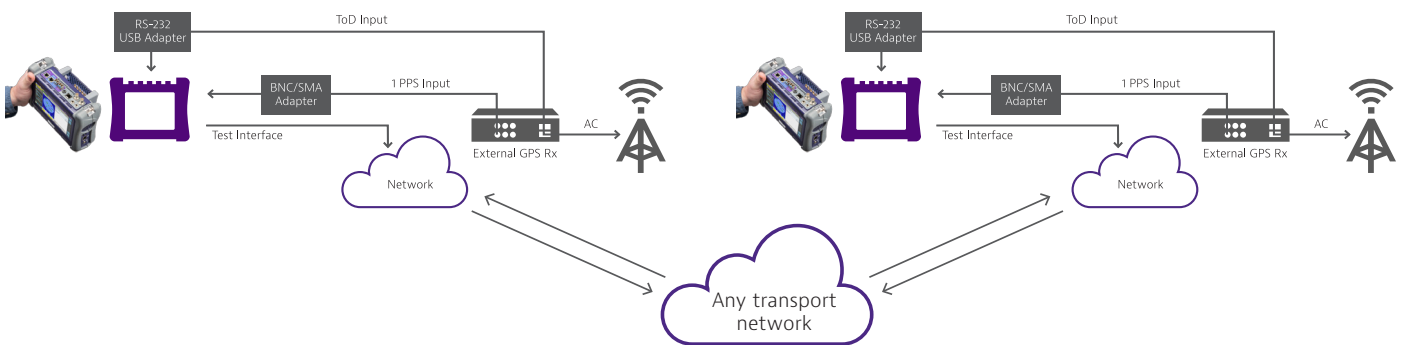 RS-232
USB Adapter
ToD Input
BNC/SMA
Adapter
1 PPS Input
Test Interface
AC
External GPS Rx
Network
RS-232
USB Adapter
ToD Input
BNC/SMA
Adapter
1 PPS Input
Test Interface
AC
External GPS Rx
Network
Any transport
network